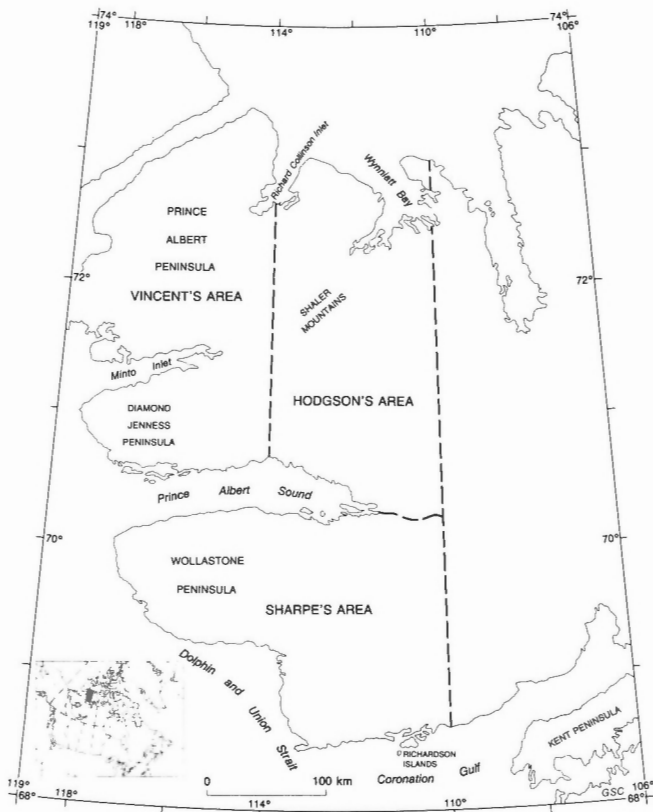 74°
119° 118° 114° 110° 106°
74°
Richard Collinson Inlet
Wynniatt Bay
PRINCE
ALBERT
PENINSULA
72°
72°
VINCENT'S AREA
SHALER
MOUNTAINS
Minto Inlet
HODGSON'S AREA
DIAMOND
JENNESS
PENINSULA
Prince Albert Sound
70°
70°
WOLLASTONE
PENINSULA
SHARPE'S AREA
Dolphin and Union Strait
KENT PENINSULA
RICHARDSON
ISLANDS
0 100 km
Coronation Gulf
GSC
119°
68°
118° 114° 110°
106°
68°